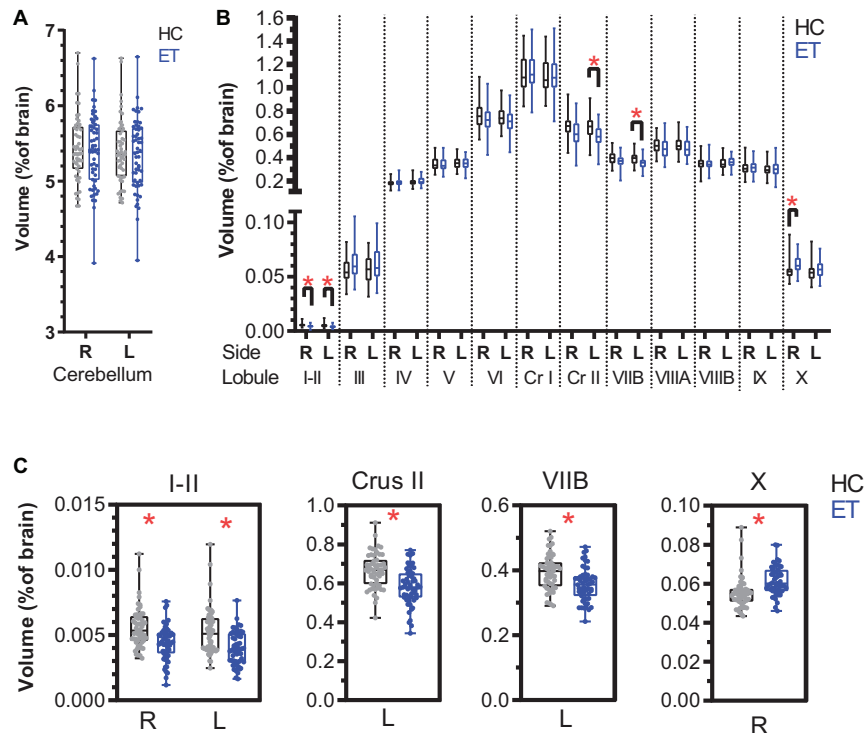 A
HC
ET
Volume (%of brain)
7
6
5
4
3
R L
Cerebellum
B
HC
ET
Volume (%of brain)
1.6
1.4
1.2
1.0
0.8
0.6
0.4
0.2
0.10
0.05
0.00
* * * * *
Side R L R L R L R L R L R L R L R L R L R L R L R L
Lobule I-II III IV V VI Cr I Cr II VIIB VIIIA VIIIB IX X
C
HC
ET
Volume (%of brain)
I-II
0.015
0.010
0.005
0.000
* *
R L
Crus II
1.0
0.8
0.6
0.4
0.2
0.0
*
L
VIIB
0.6
0.4
0.2
0.0
*
L
X
0.10
0.08
0.06
0.04
0.02
0.00
*
R